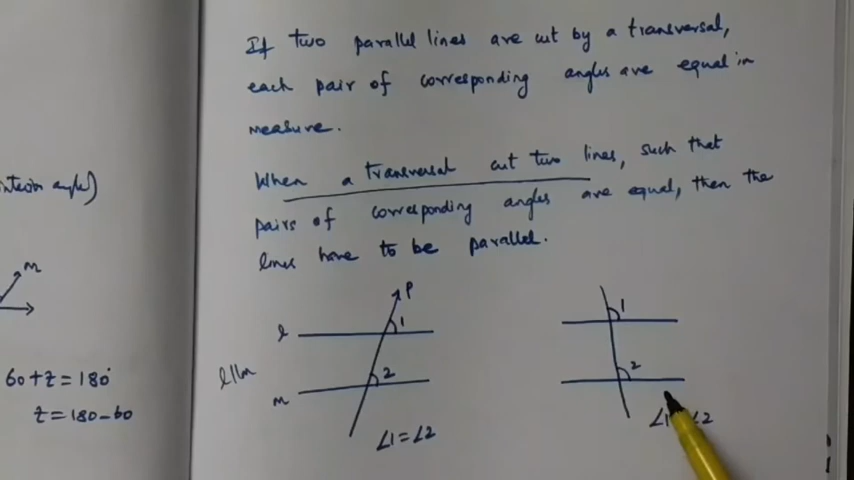 If two parallel lines are cut by a transversal,
each pair of corresponding angles are equal in
measure.
When a transversal cut two lines, such that
pairs of corresponding angles are equal, then the
lines have to be parallel.
interior angle)
m
60+z=180°
z=180-60
p
l
1
l||m
2
m
∠1=∠2
1
2
∠1 ∠2